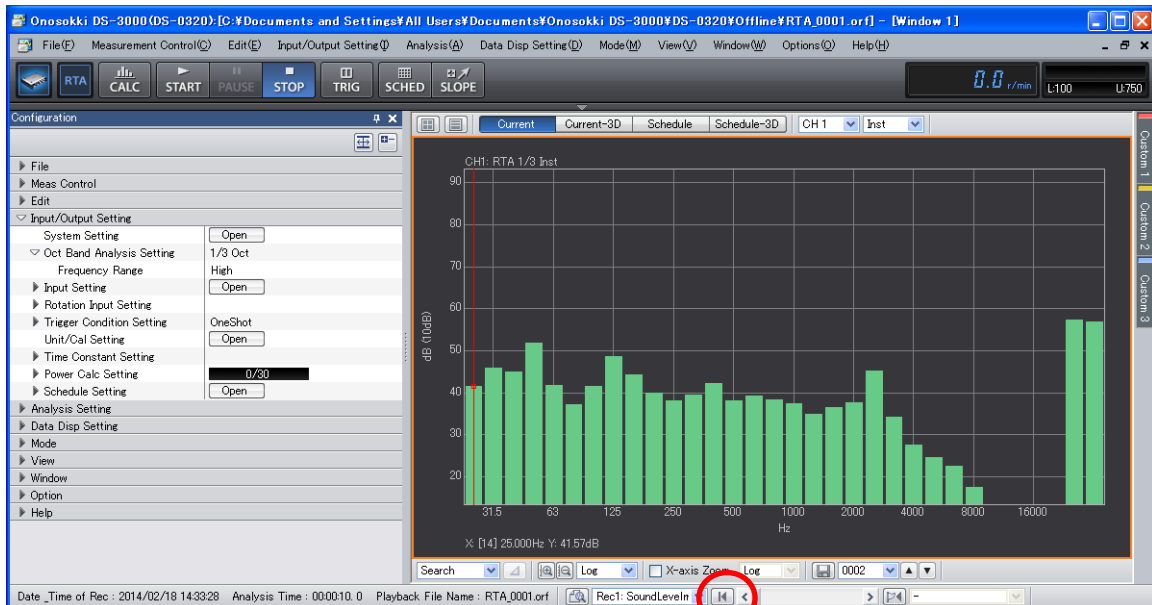 Onosokki DS-3000(DS-0320):[C:¥Documents and Settings¥All Users¥Documents¥Onosokki DS-3000¥DS-0320¥Offline¥RTA_0001.orf] - [Window 1]
File(F) Measurement Control(C) Edit(E) Input/Output Setting(I) Analysis(A) Data Disp Setting(D) Mode(M) View(V) Window(W) Options(O) Help(H)
RTA CALC START PAUSE STOP TRIG SCHED SLOPE 0.0 r/min L:100 U:750
Configuration
Current Current-3D Schedule Schedule-3D CH 1 Inst
Custom 1
Custom 2
Custom 3
File
Meas Control
Edit
Input/Output Setting
System Setting Open
Oct Band Analysis Setting 1/3 Oct
Frequency Range High
Input Setting Open
Rotation Input Setting
Trigger Condition Setting OneShot
Unit/Cal Setting Open
Time Constant Setting
Power Calc Setting 0/30
Schedule Setting Open
Analysis Setting
Data Disp Setting
Mode
View
Window
Option
Help
CH1: RTA 1/3 Inst
90
80
70
60
50
40
30
20
dB (10dB)
31.5 63 125 250 500 1000 2000 4000 8000 16000
Hz
X: [14] 25.000Hz Y: 41.57dB
Search Log X-axis Zoom Log 0002
Date _Time of Rec : 2014/02/18 14:33:28 Analysis Time : 00:00:10. 0 Playback File Name : RTA_0001.orf Rec1: SoundLevelm -